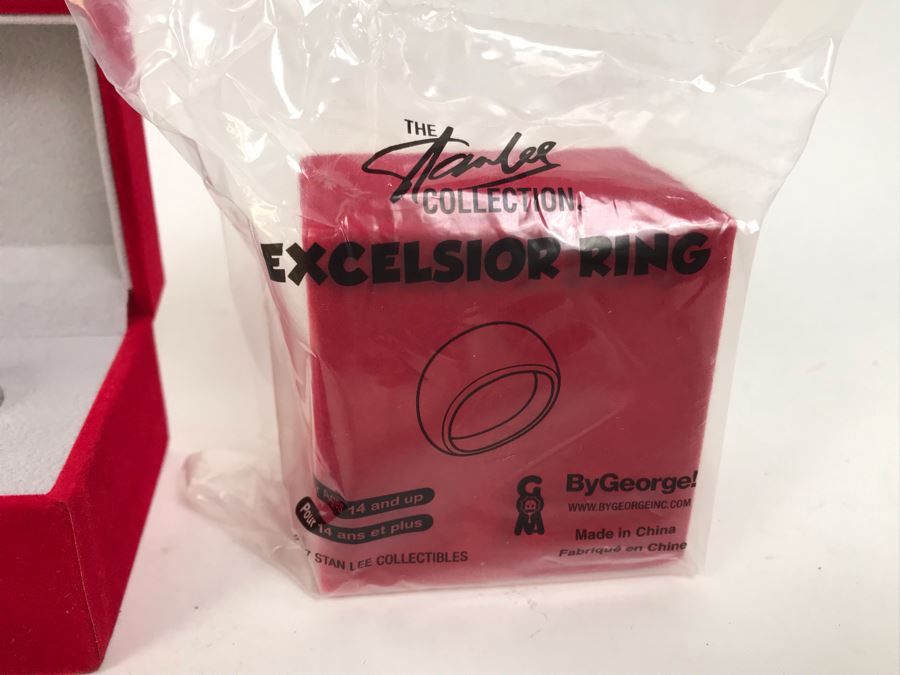 THE
Stan Lee
COLLECTION.
EXCELSIOR RING
Ages 14 and up
Pour 14 ans et plus
STAN LEE COLLECTIBLES
ByGeorge!
WWW.BYGEORGEINC.COM
Made in China
Fabriqué en Chine